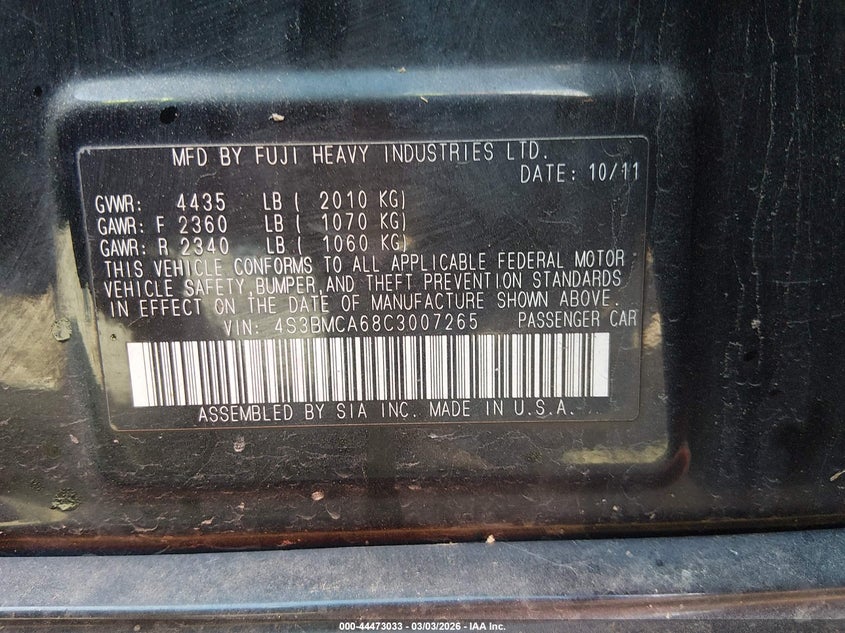 MFD BY FUJI HEAVY INDUSTRIES LTD.
DATE: 10/11
GVWR: 4435 LB ( 2010 KG)
GAWR: F 2360 LB ( 1070 KG)
GAWR: R 2340 LB ( 1060 KG)
THIS VEHICLE CONFORMS TO ALL APPLICABLE FEDERAL MOTOR
VEHICLE SAFETY, BUMPER, AND THEFT PREVENTION STANDARDS
IN EFFECT ON THE DATE OF MANUFACTURE SHOWN ABOVE.
VIN: 4S3BMCA68C3007265 PASSENGER CAR
ASSEMBLED BY SIA INC. MADE IN U.S.A.
000-44473033 - 03/03/2026 - IAA Inc.